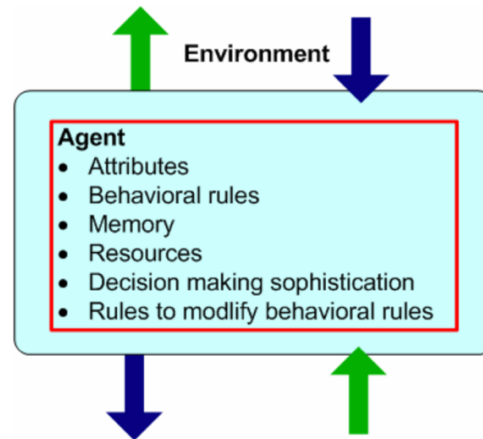 Environment
Agent
• Attributes
• Behavioral rules
• Memory
• Resources
• Decision making sophistication
• Rules to modlify behavioral rules